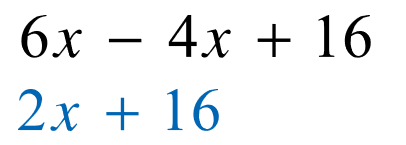 6x − 4x + 16
2x + 16